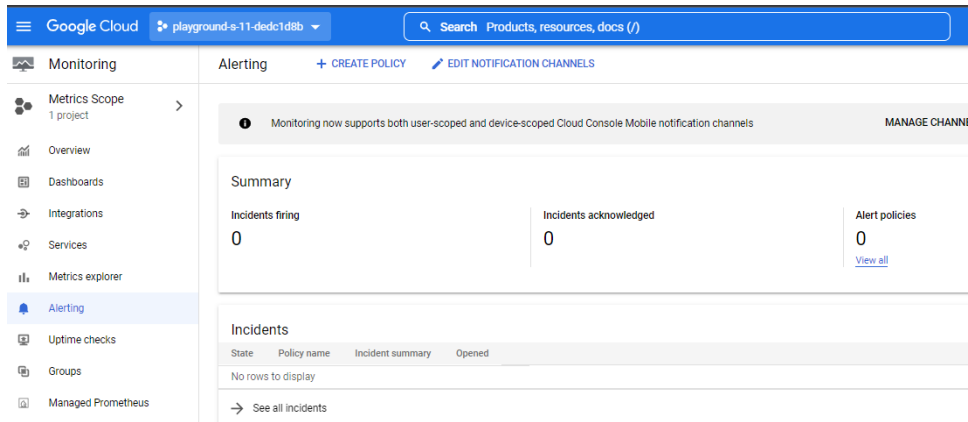 Google Cloud playground-s-11-dedc1d8b Search Products, resources, docs (/)
Monitoring
Metrics Scope
1 project
Overview
Dashboards
Integrations
Services
Metrics explorer
Alerting
Uptime checks
Groups
Managed Prometheus
Alerting + CREATE POLICY EDIT NOTIFICATION CHANNELS
Monitoring now supports both user-scoped and device-scoped Cloud Console Mobile notification channels MANAGE CHANNE
Summary
Incidents firing Incidents acknowledged Alert policies
0 0 0
View all
Incidents
State Policy name Incident summary Opened
No rows to display
See all incidents